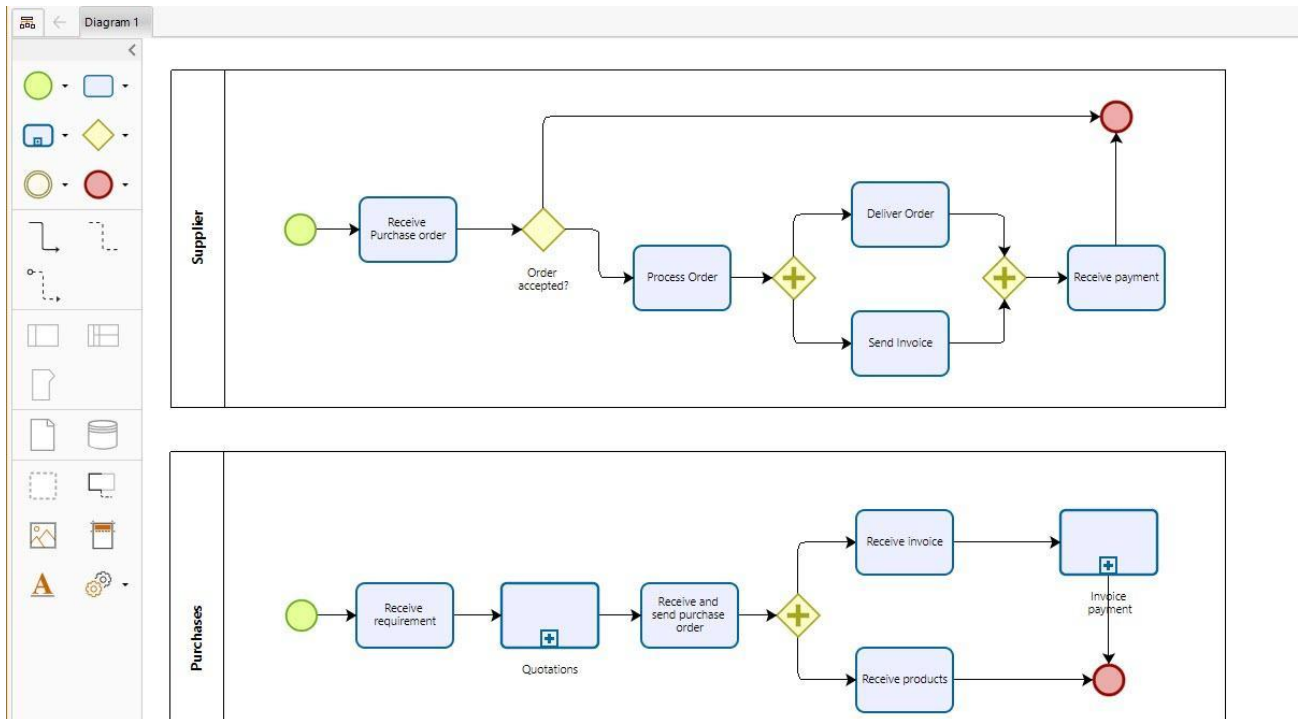 Diagram 1
Supplier
Receive
Purchase order
Order
accepted?
Process Order
Deliver Order
Send Invoice
Receive payment
Purchases
Receive
requirement
Quotations
Receive and
send purchase
order
Receive invoice
Receive products
Invoice
payment